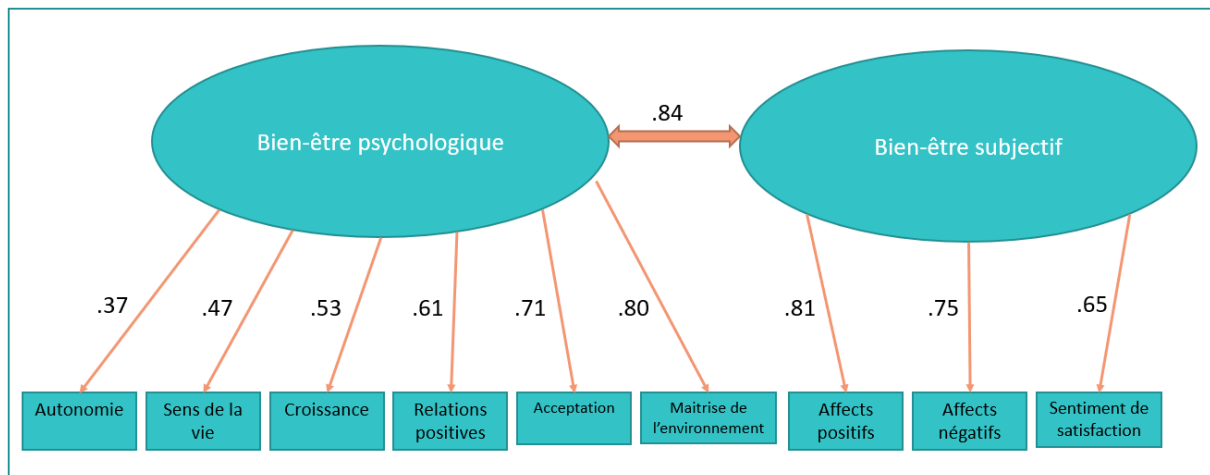 .84
Bien-être psychologique
Bien-être subjectif
.37
.47
.53
.61
.71
.80
.81
.75
.65
Autonomie
Sens de la
vie
Croissance
Relations
positives
Acceptation
Maitrise de
l'environnement
Affects
positifs
Affects
négatifs
Sentiment de
satisfaction